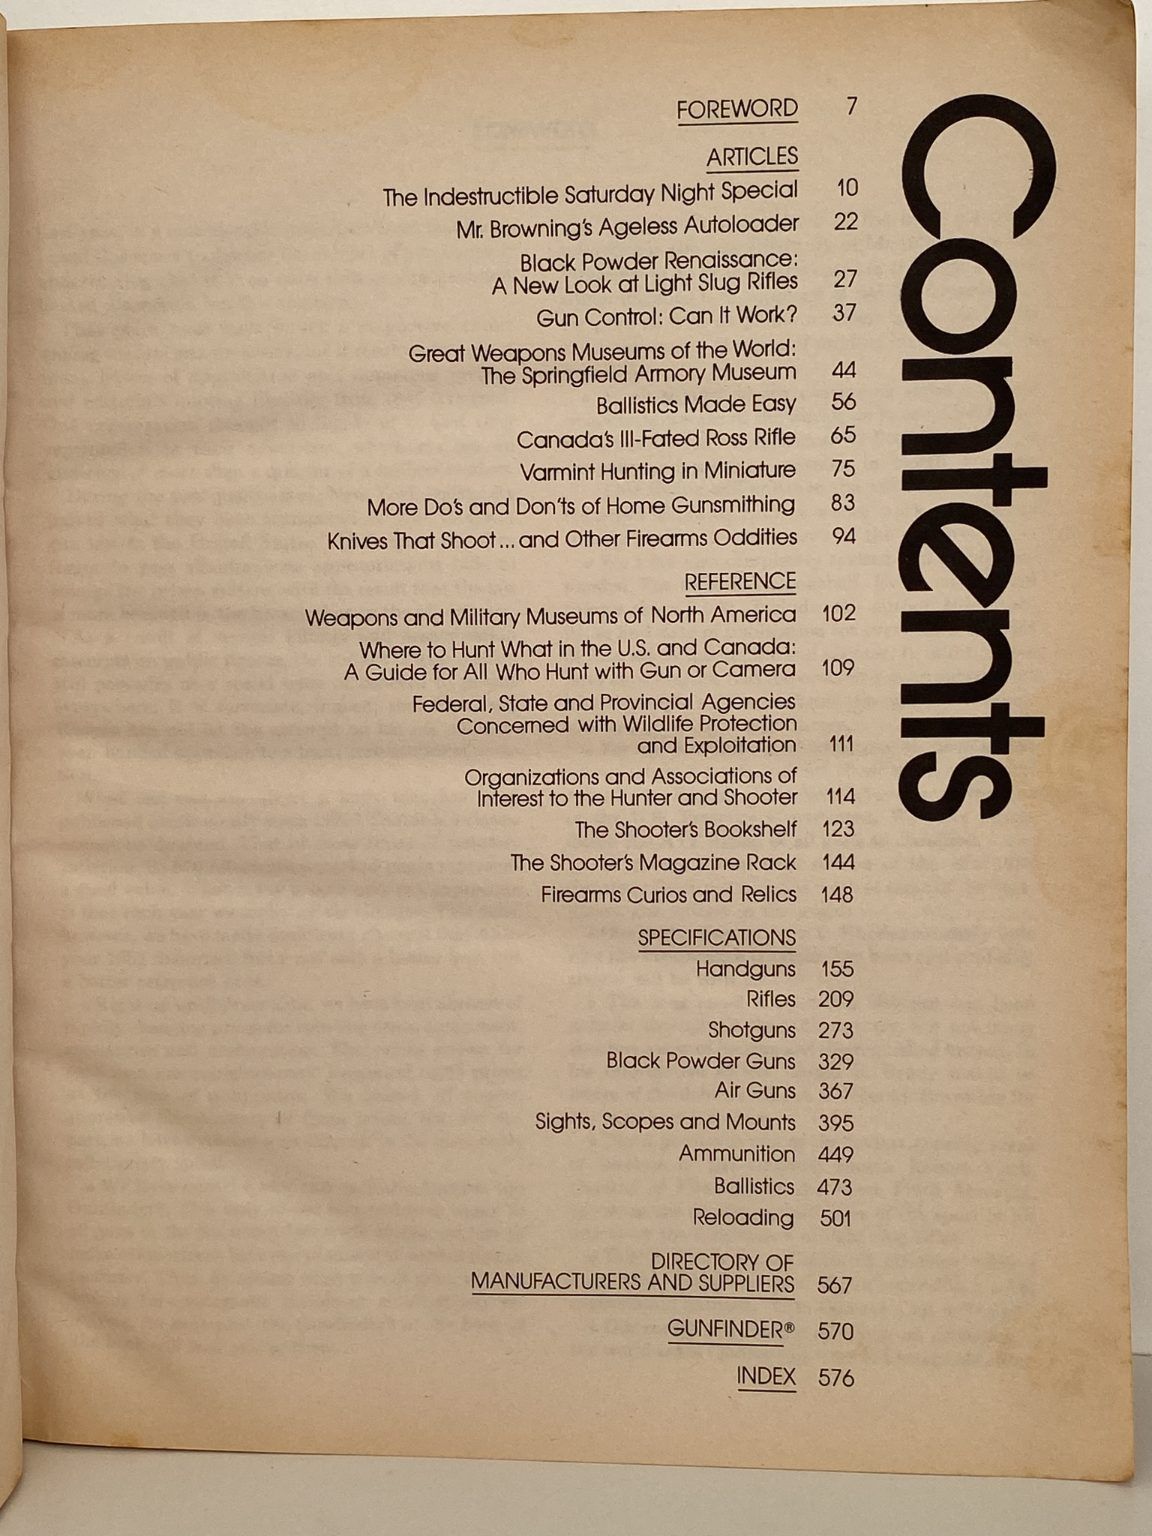 Contents
FOREWORD 7
ARTICLES
The Indestructible Saturday Night Special 10
Mr. Browning's Ageless Autoloader 22
Black Powder Renaissance:
A New Look at Light Slug Rifles 27
Gun Control: Can It Work? 37
Great Weapons Museums of the World:
The Springfield Armory Museum 44
Ballistics Made Easy 56
Canada's Ill-Fated Ross Rifle 65
Varmint Hunting in Miniature 75
More Do's and Don'ts of Home Gunsmithing 83
Knives That Shoot ... and Other Firearms Oddities 94
REFERENCE
Weapons and Military Museums of North America 102
Where to Hunt What in the U.S. and Canada:
A Guide for All Who Hunt with Gun or Camera 109
Federal, State and Provincial Agencies
Concerned with Wildlife Protection
and Exploitation 111
Organizations and Associations of
Interest to the Hunter and Shooter 114
The Shooter's Bookshelf 123
The Shooter's Magazine Rack 144
Firearms Curios and Relics 148
SPECIFICATIONS
Handguns 155
Rifles 209
Shotguns 273
Black Powder Guns 329
Air Guns 367
Sights, Scopes and Mounts 395
Ammunition 449
Ballistics 473
Reloading 501
DIRECTORY OF
MANUFACTURERS AND SUPPLIERS 567
GUNFINDER® 570
INDEX 576